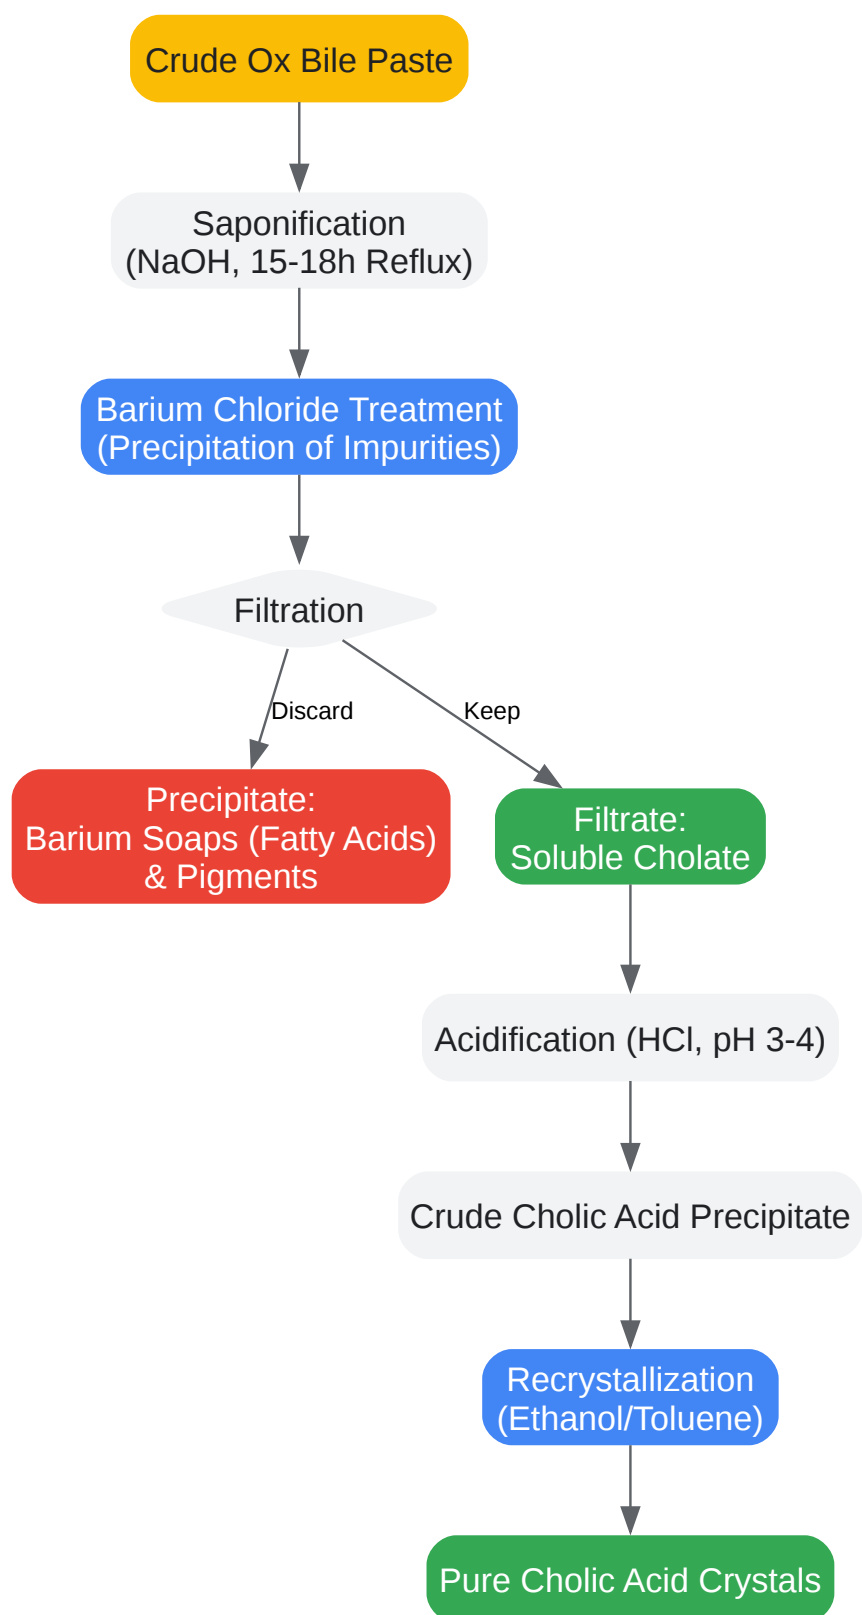 Crude Ox Bile Paste
Saponification
(NaOH, 15-18h Reflux)
Barium Chloride Treatment
(Precipitation of Impurities)
Filtration
Discard
Keep
Precipitate:
Barium Soaps (Fatty Acids)
& Pigments
Filtrate:
Soluble Cholate
Acidification (HCl, pH 3-4)
Crude Cholic Acid Precipitate
Recrystallization
(Ethanol/Toluene)
Pure Cholic Acid Crystals